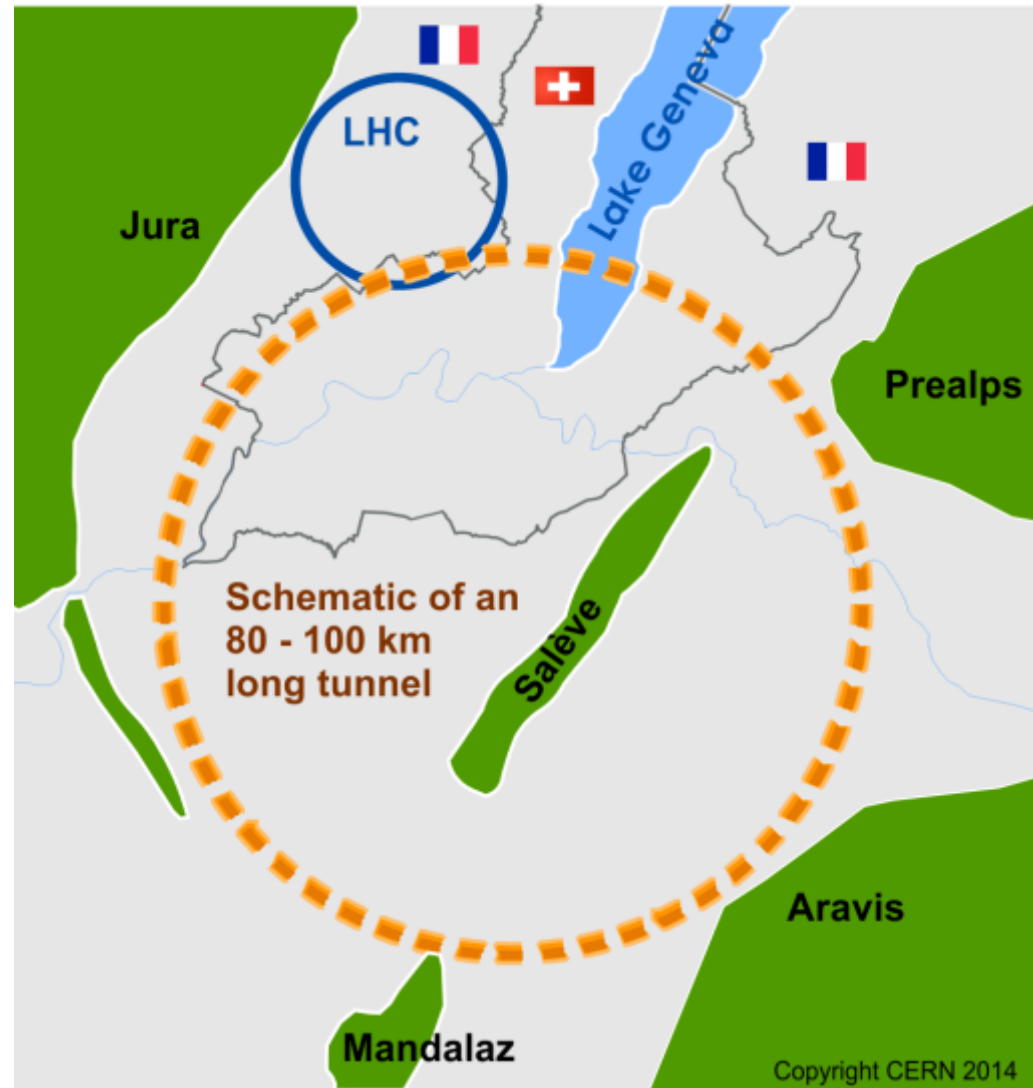 LHC
Lake Geneva
Jura
Prealps
Schematic of an
80 - 100 km
long tunnel
Salève
Aravis
Mandalaz
Copyright CERN 2014